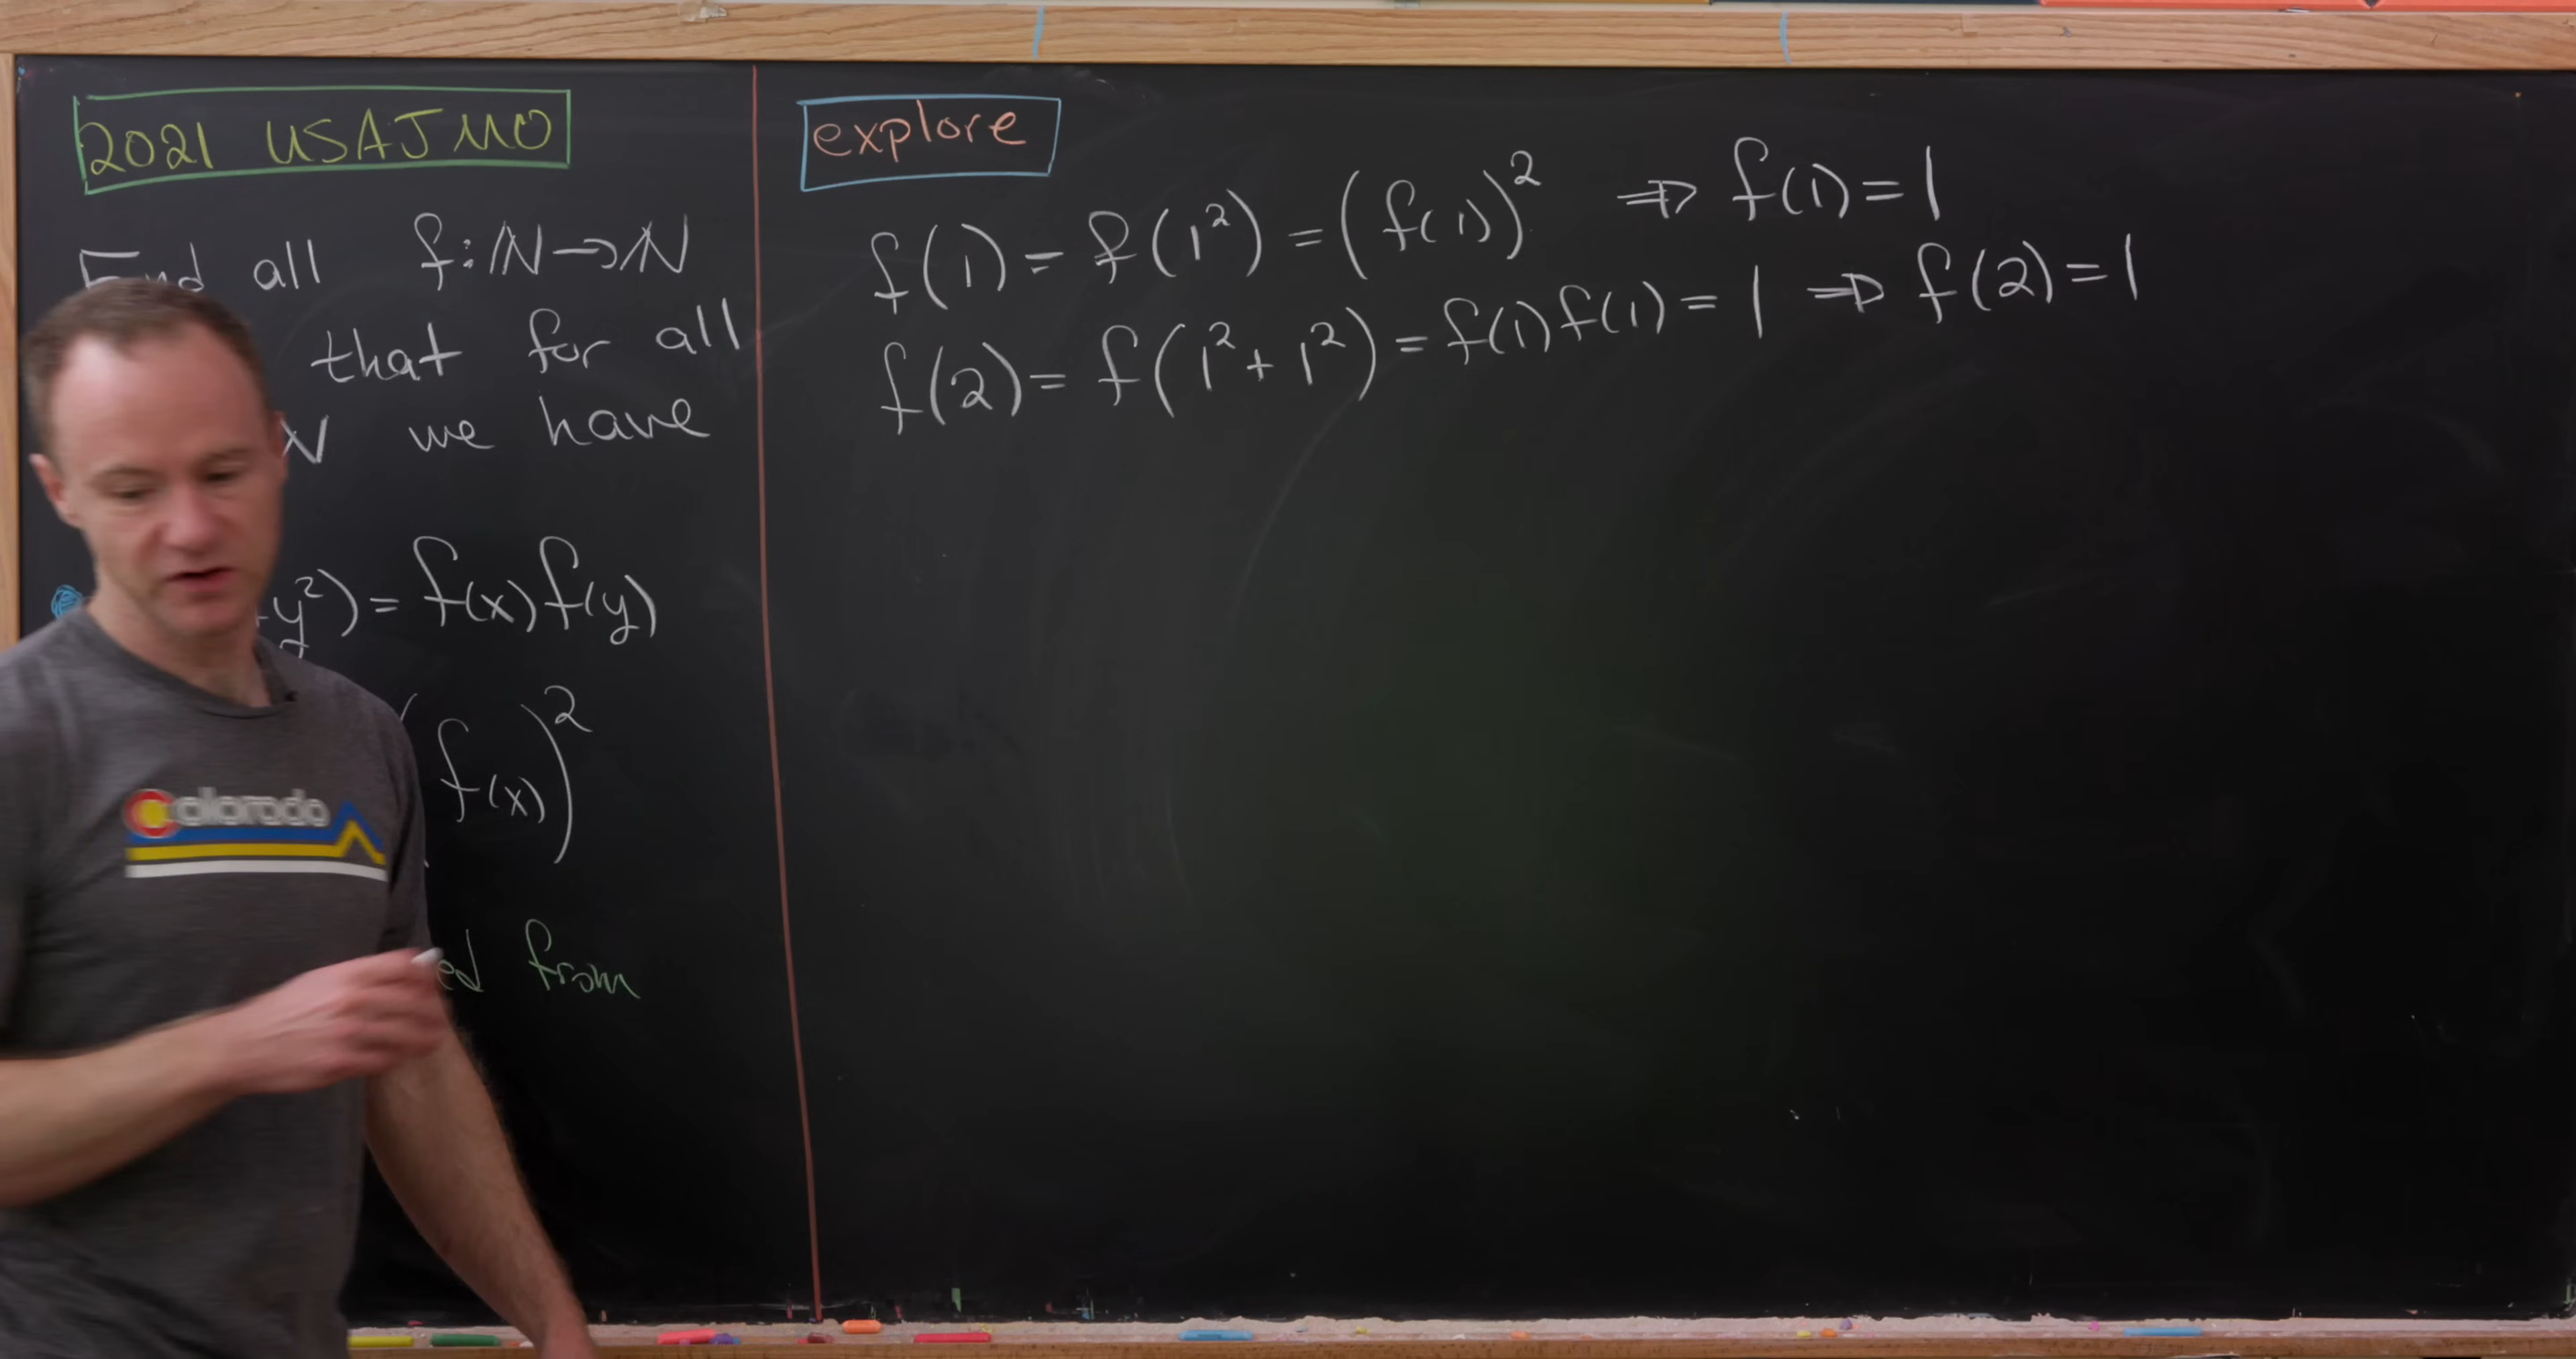 2021 USAJMO
Find all f:ℕ→ℕ
that for all
ℕ we have
y²) = f(x)f(y)
(f(x))²
ed from
explore
f(1) = f(1²) = (f(1))² ⇒ f(1)=1
f(2) = f(1²+1²) = f(1)f(1) = 1 ⇒ f(2)=1
Colorado